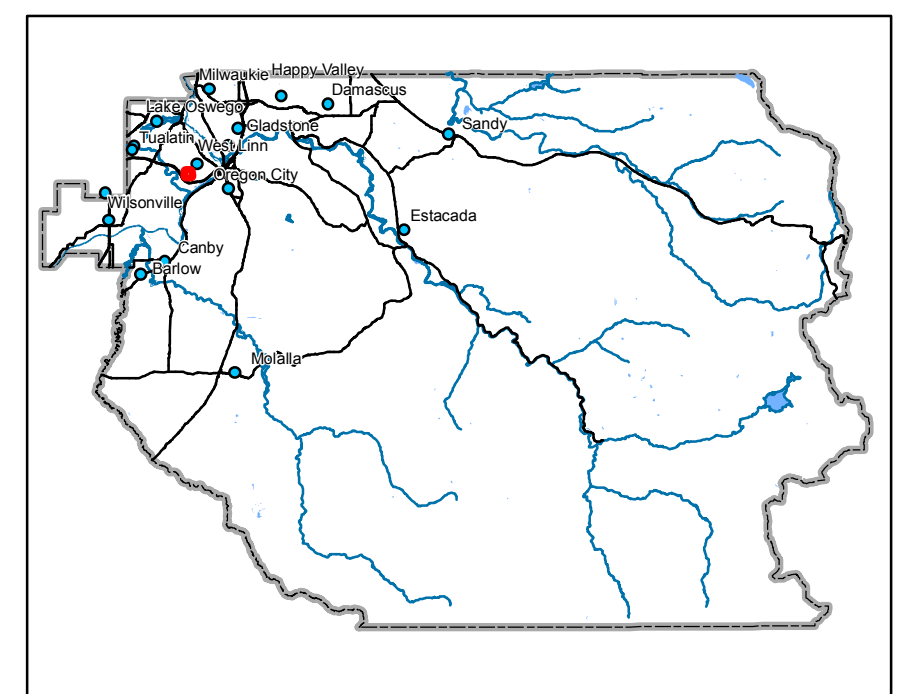 Milwaukie
Happy Valley
Damascus
Lake Oswego
Gladstone
Sandy
Tualatin
West Linn
Oregon City
Wilsonville
Estacada
Canby
Barlow
Molalla